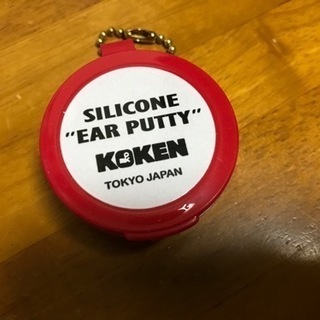 SILICONE
"EAR PUTTY"
KOKEN
TOKYO JAPAN